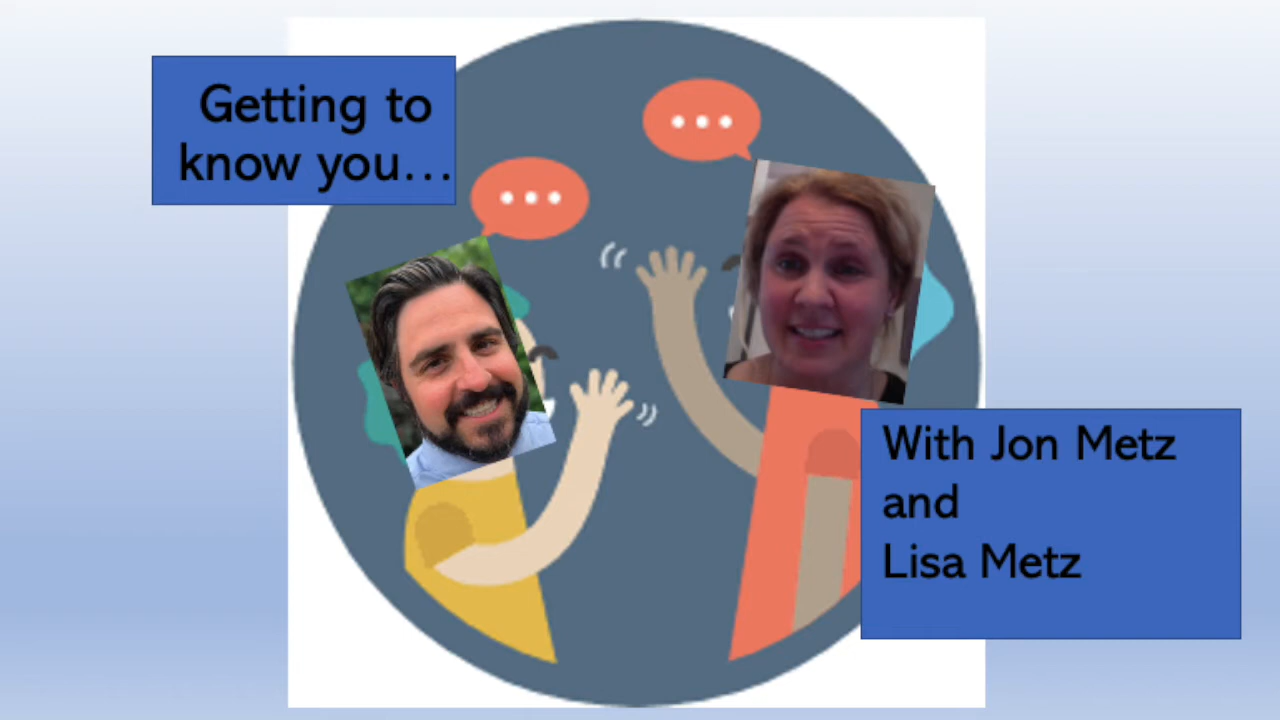 Getting to
know you...
With Jon Metz
and
Lisa Metz